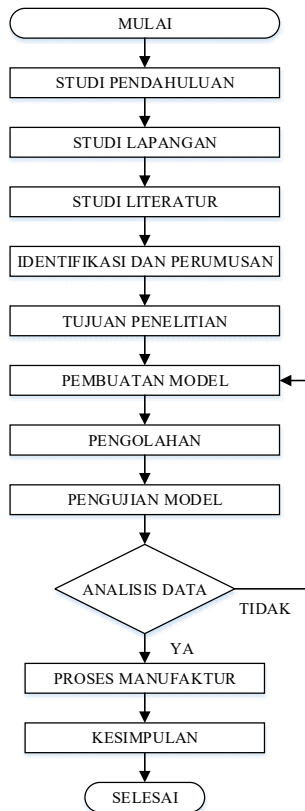 MULAI
STUDI PENDAHULUAN
STUDI LAPANGAN
STUDI LITERATUR
IDENTIFIKASI DAN PERUMUSAN
TUJUAN PENELITIAN
PEMBUATAN MODEL
PENGOLAHAN
PENGUJIAN MODEL
ANALISIS DATA
TIDAK
YA
PROSES MANUFAKTUR
KESIMPULAN
SELESAI